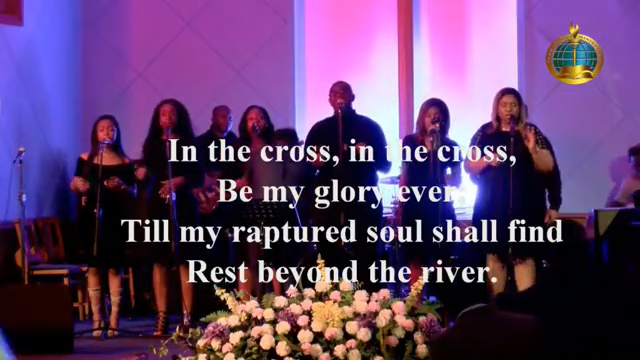 In the cross, in the cross,
Be my glory ever
Till my raptured soul shall find
Rest beyond the river.